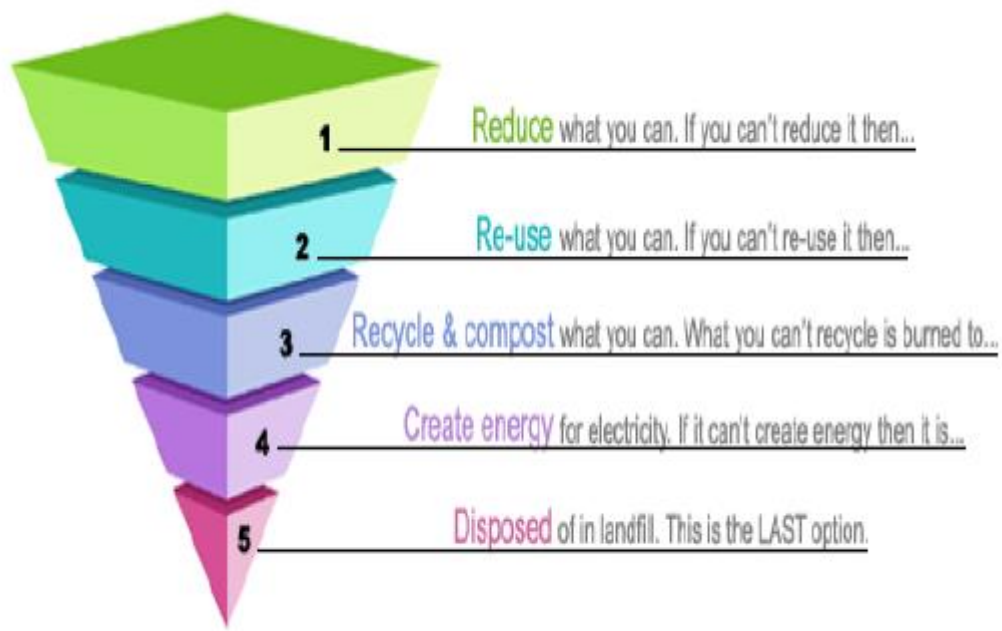 1 Reduce what you can. If you can't reduce it then...
2 Re-use what you can. If you can't re-use it then...
3 Recycle & compost what you can. What you can't recycle is burned to...
4 Create energy for electricity. If it can't create energy then it is...
5 Disposed of in landfill. This is the LAST option.